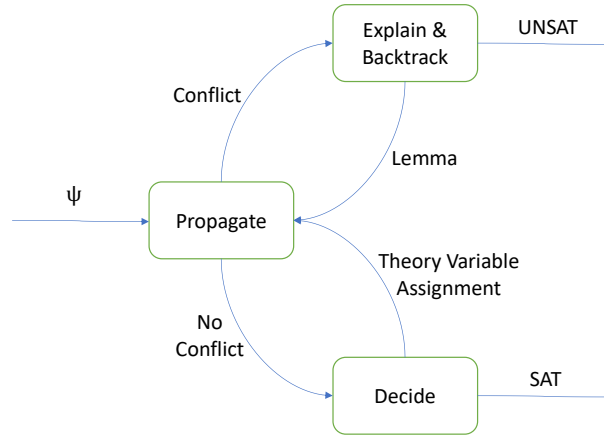 Explain &
Backtrack
UNSAT
Conflict
Lemma
ψ
Propagate
Theory Variable
Assignment
No
Conflict
Decide
SAT